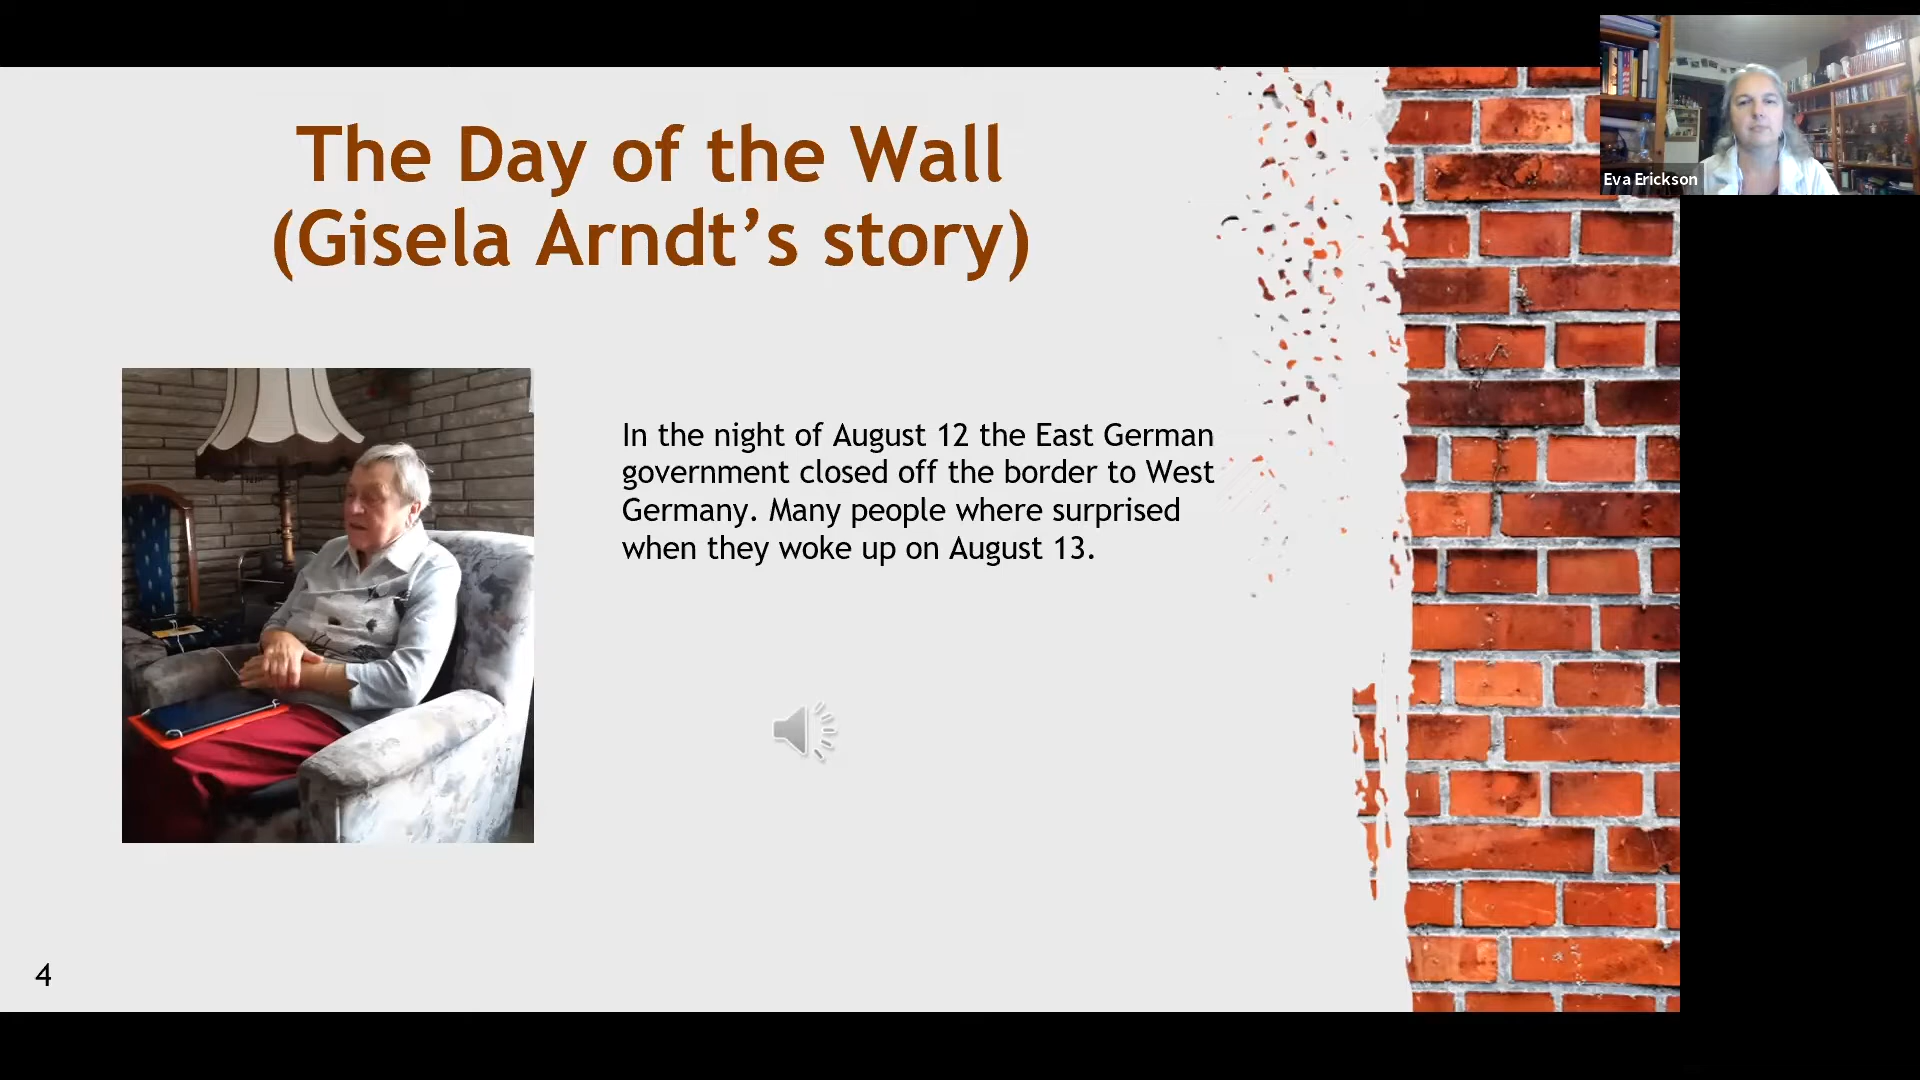 The Day of the Wall
(Gisela Arndt’s story)
In the night of August 12 the East German
government closed off the border to West
Germany. Many people where surprised
when they woke up on August 13.
4
Eva Erickson